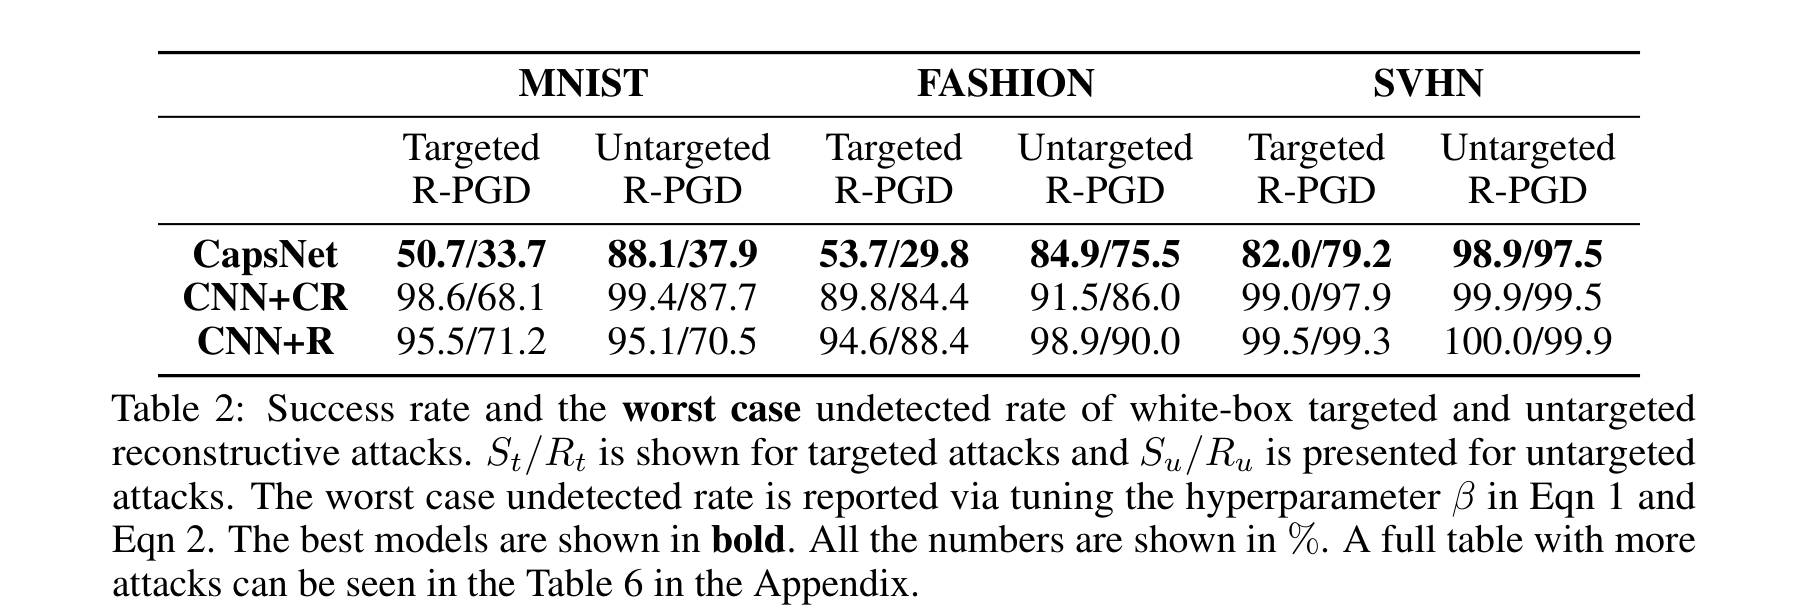 MNIST FASHION SVHN
Targeted Untargeted Targeted Untargeted Targeted Untargeted
R-PGD R-PGD R-PGD R-PGD R-PGD R-PGD
CapsNet 50.7/33.7 88.1/37.9 53.7/29.8 84.9/75.5 82.0/79.2 98.9/97.5
CNN+CR 98.6/68.1 99.4/87.7 89.8/84.4 91.5/86.0 99.0/97.9 99.9/99.5
CNN+R 95.5/71.2 95.1/70.5 94.6/88.4 98.9/90.0 99.5/99.3 100.0/99.9
Table 2: Success rate and the worst case undetected rate of white-box targeted and untargeted
reconstructive attacks. S_t/R_t is shown for targeted attacks and S_u/R_u is presented for untargeted
attacks. The worst case undetected rate is reported via tuning the hyperparameter β in Eqn 1 and
Eqn 2. The best models are shown in bold. All the numbers are shown in %. A full table with more
attacks can be seen in the Table 6 in the Appendix.